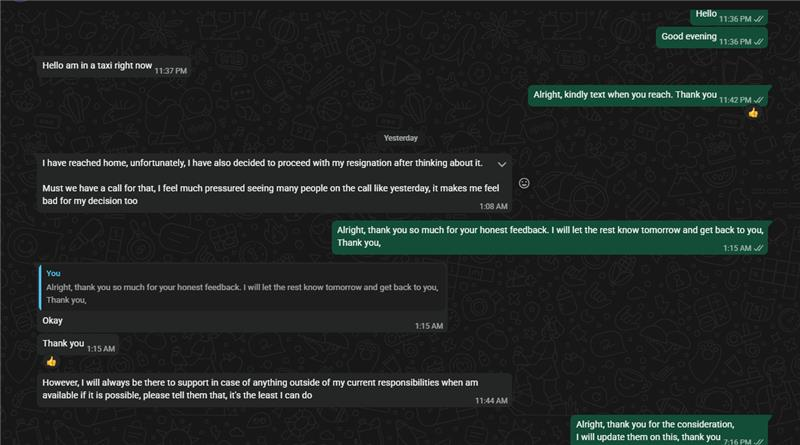 Hello
11:36 PM
Good evening 11:36 PM
Hello am in a taxi right now 11:37 PM
Alright, kindly text when you reach. Thank you 11:42 PM
Yesterday
I have reached home, unfortunately, I have also decided to proceed with my resignation after thinking about it.
Must we have a call for that, I feel much pressured seeing many people on the call like yesterday, it makes me feel
bad for my decision too
1:08 AM
Alright, thank you so much for your honest feedback. I will let the rest know tomorrow and get back to you,
Thank you,
1:15 AM
You
Alright, thank you so much for your honest feedback. I will let the rest know tomorrow and get back to you,
Thank you,
Okay
1:15 AM
Thank you 1:15 AM
However, I will always be there to support in case of anything outside of my current responsibilities when am
available if it is possible, please tell them that, it's the least I can do
11:44 AM
Alright, thank you for the consideration,
I will update them on this, thank you 7:16 PM